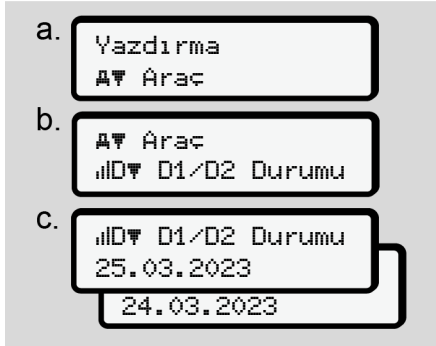 a.
Yazdırma
Araç
b.
Araç
D▼ D1/D2 Durumu
c.
D▼ D1/D2 Durumu
25.03.2023
24.03.2023